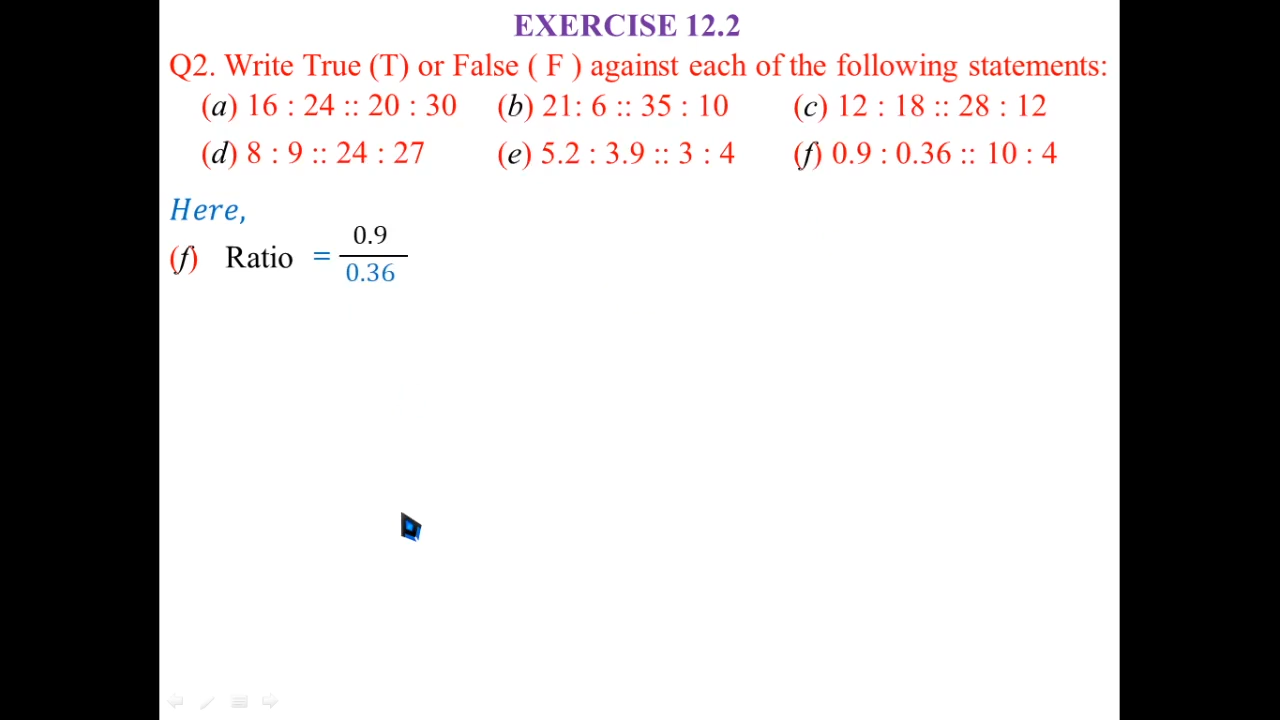 EXERCISE 12.2
Q2. Write True (T) or False ( F ) against each of the following statements:
(a) 16 : 24 :: 20 : 30 (b) 21: 6 :: 35 : 10 (c) 12 : 18 :: 28 : 12
(d) 8 : 9 :: 24 : 27 (e) 5.2 : 3.9 :: 3 : 4 (f) 0.9 : 0.36 :: 10 : 4
Here,
(f) Ratio = 0.9
0.36